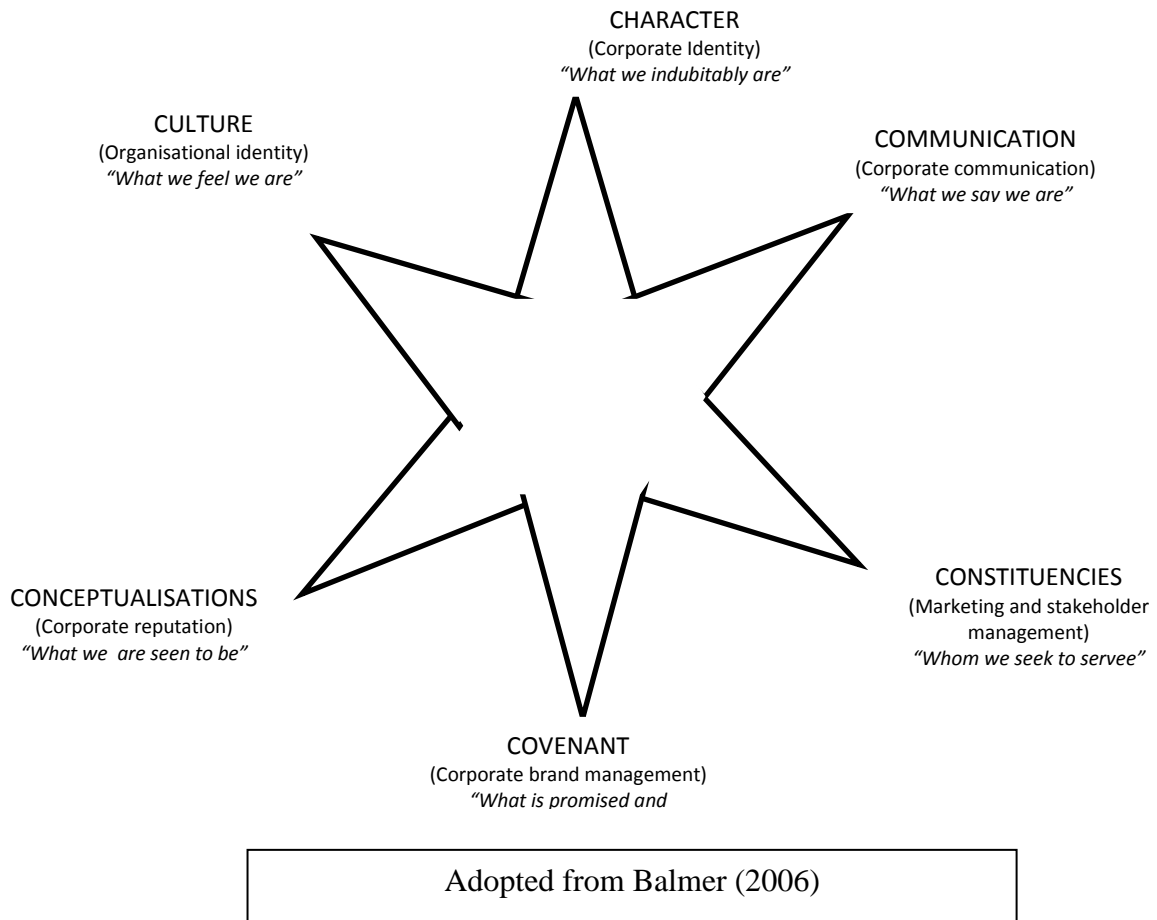 CHARACTER
(Corporate Identity)
“What we indubitably are”
CULTURE
(Organisational identity)
“What we feel we are”
COMMUNICATION
(Corporate communication)
“What we say we are”
CONCEPTUALISATIONS
(Corporate reputation)
“What we are seen to be”
CONSTITUENCIES
(Marketing and stakeholder
management)
“Whom we seek to servee”
COVENANT
(Corporate brand management)
“What is promised and
Adopted from Balmer (2006)